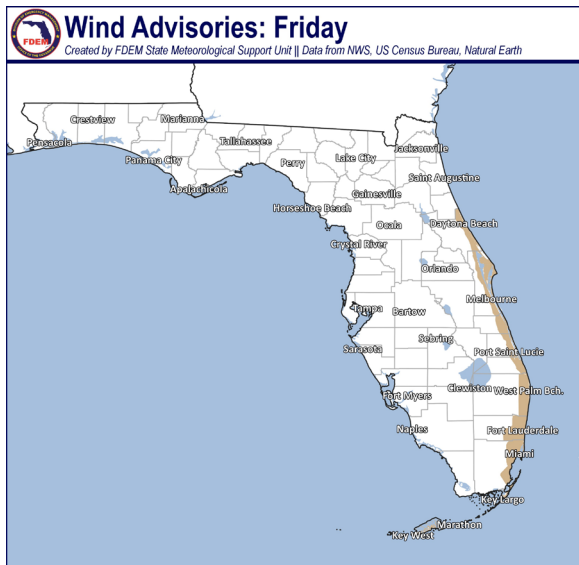 Wind Advisories: Friday
Created by FDEM State Meteorological Support Unit || Data from NWS, US Census Bureau, Natural Earth
FDEM
Crestview
Marianna
Pensacola
Tallahassee
Jacksonville
Panama City
Perry
Lake City
Saint Augustine
Apalachicola
Gainesville
Horseshoe Beach
Ocala
Daytona Beach
Crystal River
Orlando
Melbourne
Tampa
Bartow
Sebring
Sarasota
Port Saint Lucie
Clewiston
West Palm Bch.
Fort Myers
Naples
Fort Lauderdale
Miami
Key Largo
Marathon
Key West